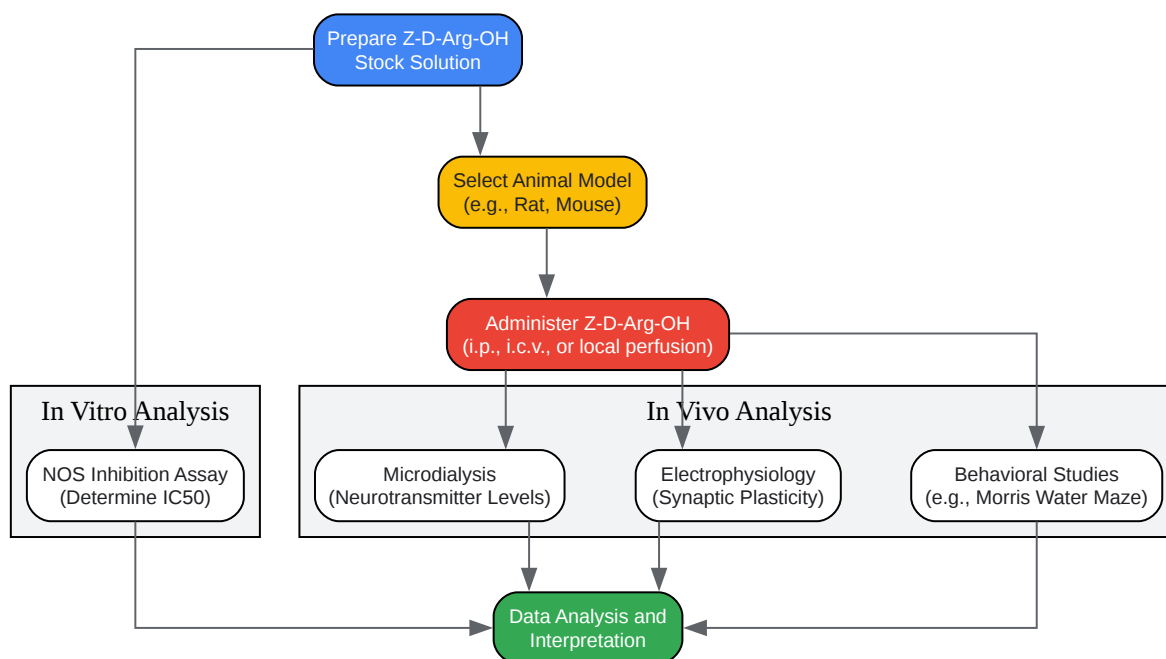 Prepare Z-D-Arg-OH
Stock Solution
Select Animal Model
(e.g., Rat, Mouse)
Administer Z-D-Arg-OH
(i.p., i.c.v., or local perfusion)
In Vitro Analysis
In Vivo Analysis
NOS Inhibition Assay
(Determine IC50)
Microdialysis
(Neurotransmitter Levels)
Electrophysiology
(Synaptic Plasticity)
Behavioral Studies
(e.g., Morris Water Maze)
Data Analysis and
Interpretation